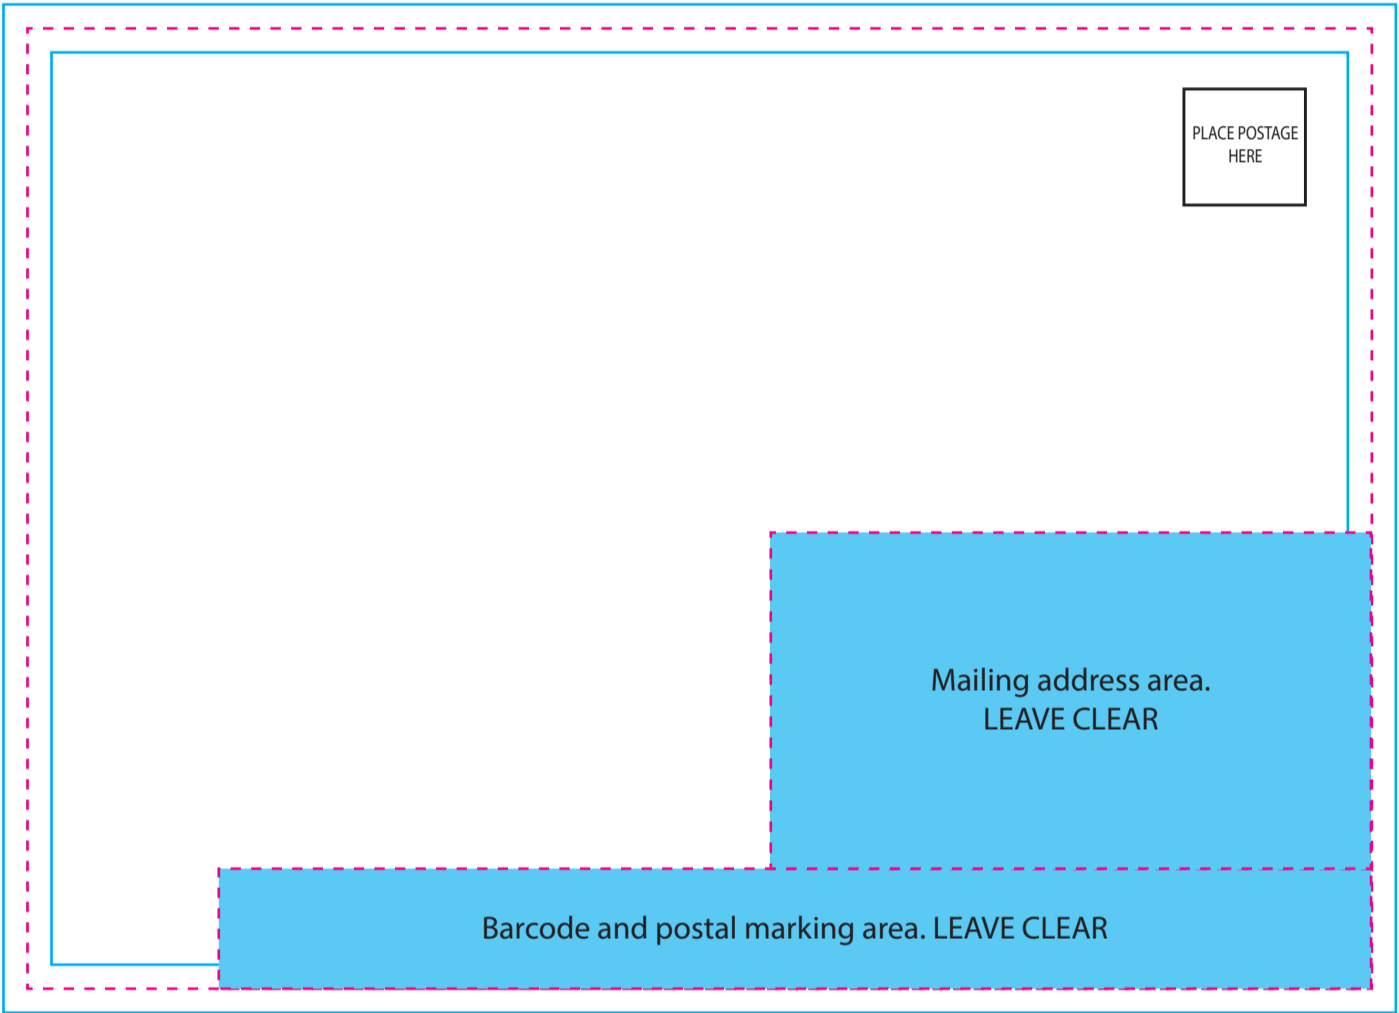 PLACE POSTAGE
HERE
Mailing address area.
LEAVE CLEAR
Barcode and postal marking area. LEAVE CLEAR